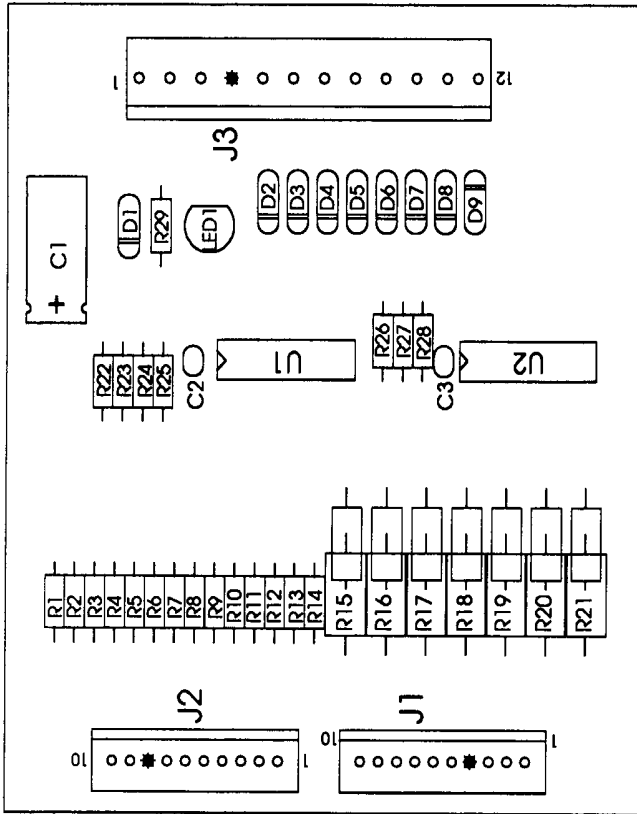 1
12
J3
C1
+
D1
R29
LED1
D2
D3
D4
D5
D6
D7
D8
D9
R22
R23
R24
R25
C2
U1
R26
R27
R28
C3
U2
R1
R2
R3
R4
R5
R6
R7
R8
R9
R10
R11
R12
R13
R14
R15
R16
R17
R18
R19
R20
R21
J2
10
1
J1
10
1